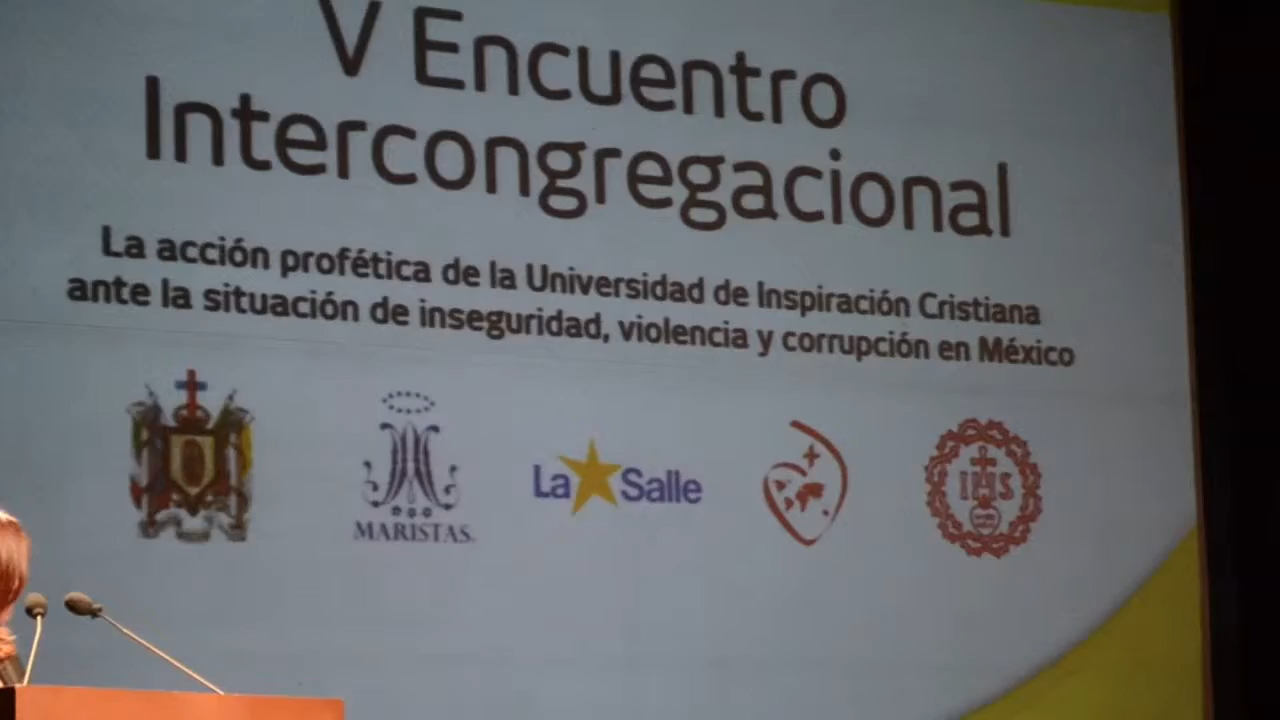 V Encuentro
Intercongregacional
La acción profética de la Universidad de Inspiración Cristiana
ante la situación de inseguridad, violencia y corrupción en México
MARISTAS
La Salle
IHS